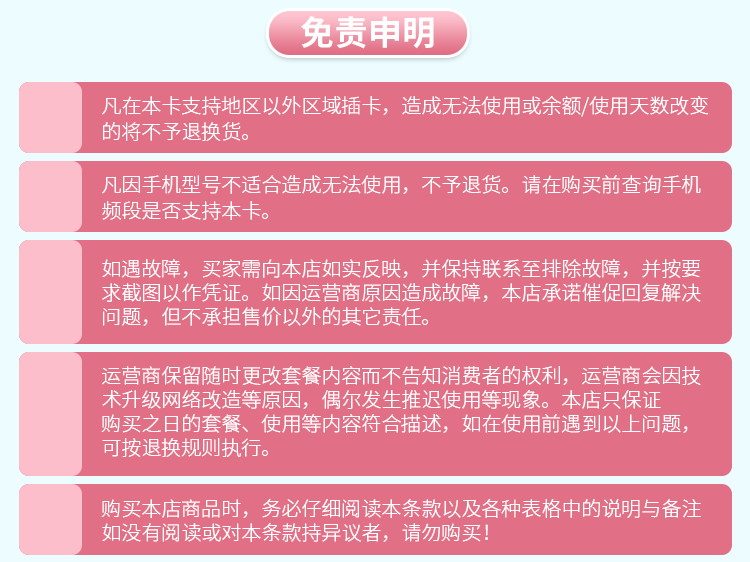 免责申明
凡在本卡支持地区以外区域插卡，造成无法使用或余额/使用天数改变
的将不予退换货。
凡因手机型号不适合造成无法使用，不予退货。请在购买前查询手机
频段是否支持本卡。
如遇故障，买家需向本店如实反映，并保持联系至排除故障，并按要
求截图以作凭证。如因运营商原因造成故障，本店承诺催促回复解决
问题，但不承担售价以外的其它责任。
运营商保留随时更改套餐内容而不告知消费者的权利，运营商会因技
术升级网络改造等原因，偶尔发生推迟使用等现象。本店只保证
购买之日的套餐、使用等内容符合描述，如在使用前遇到以上问题，
可按退换规则执行。
购买本店商品时，务必仔细阅读本条款以及各种表格中的说明与备注
如没有阅读或对本条款持异议者，请勿购买！